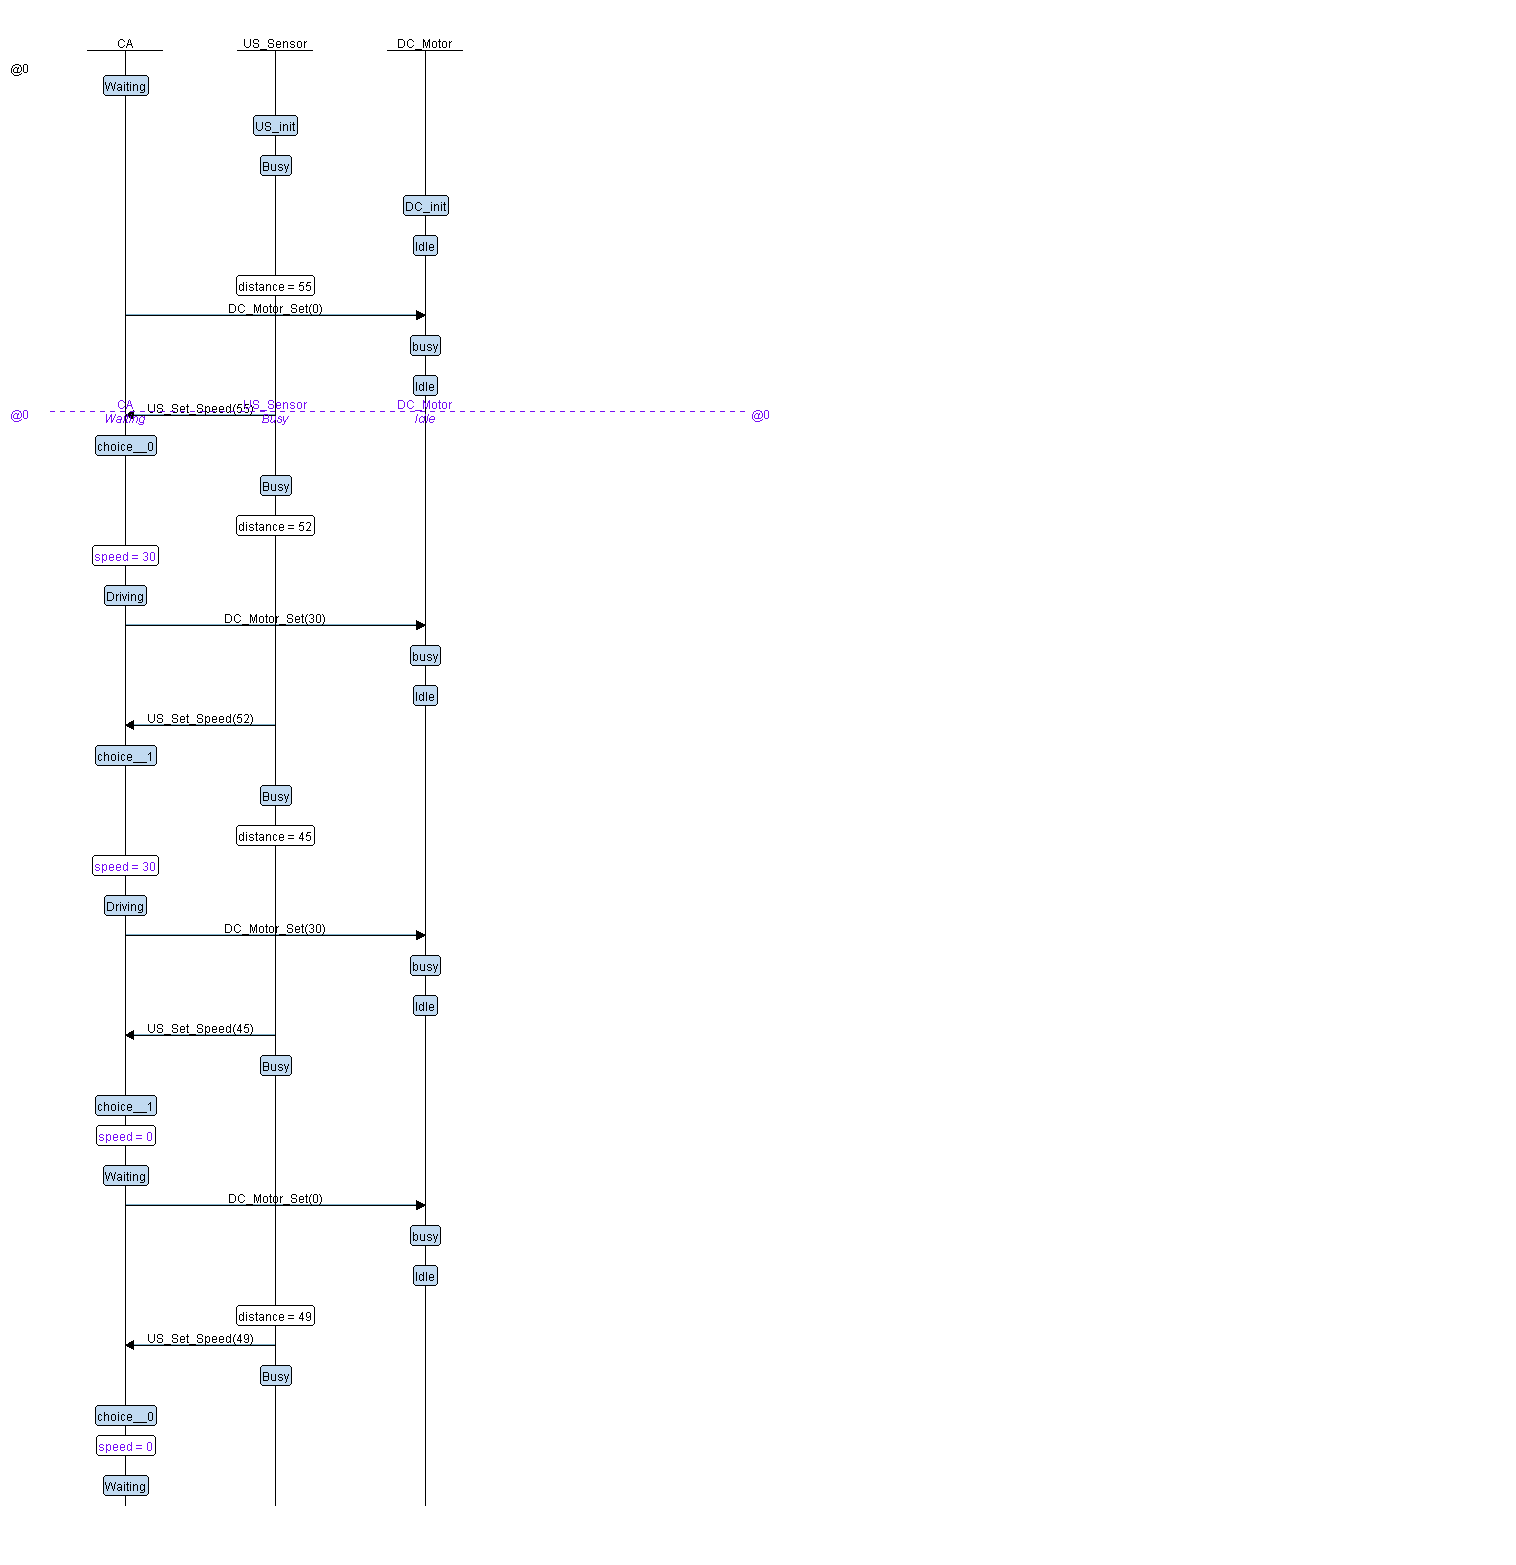 CA US_Sensor DC_Motor
@0
Waiting
US_init
Busy
DC_init
Idle
distance = 55
DC_Motor_Set(0)
busy
Idle
CA US_Sensor DC_Motor
US_Set_Speed(55)
@0 @0
Waiting Busy Idle
choice__0
Busy
distance = 52
speed = 30
Driving
DC_Motor_Set(30)
busy
Idle
US_Set_Speed(52)
choice__1
Busy
distance = 45
speed = 30
Driving
DC_Motor_Set(30)
busy
Idle
US_Set_Speed(45)
Busy
choice__1
speed = 0
Waiting
DC_Motor_Set(0)
busy
Idle
distance = 49
US_Set_Speed(49)
Busy
choice__0
speed = 0
Waiting